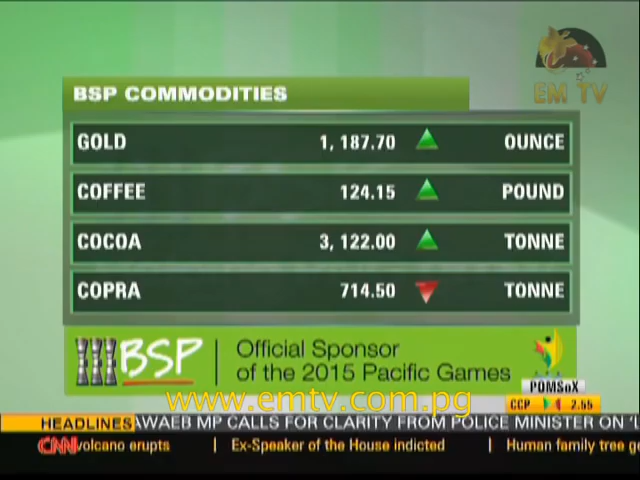 EM TV
BSP COMMODITIES
GOLD 1, 187.70 OUNCE
COFFEE 124.15 POUND
COCOA 3, 122.00 TONNE
COPRA 714.50 TONNE
BSP
Official Sponsor
of the 2015 Pacific Games
POMSoX
www.emtv.com.pg
CCP 2.55
HEADLINES WAEB MP CALLS FOR CLARITY FROM POLICE MINISTER ON
CNN volcano erupts | Ex-Speaker of the House indicted | Human family tree